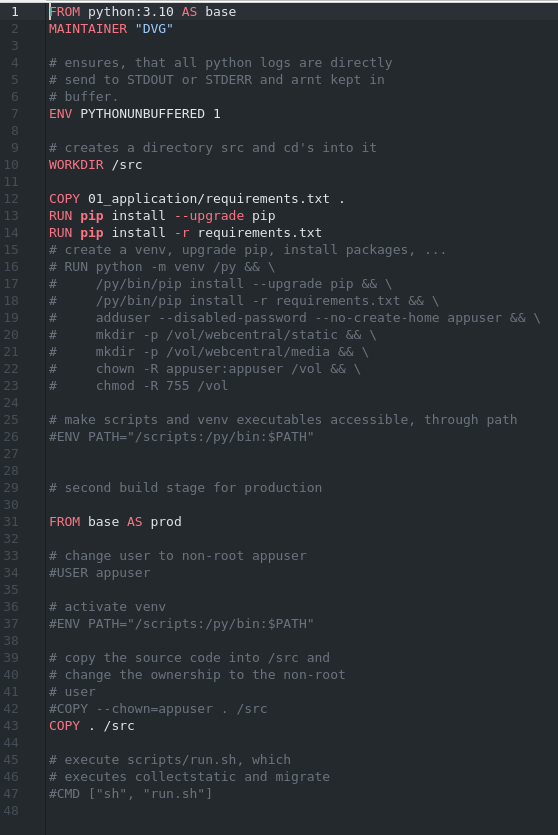 1 FROM python:3.10 AS base
2 MAINTAINER "DVG"
3
4 # ensures, that all python logs are directly
5 # send to STDOUT or STDERR and arnt kept in
6 # buffer.
7 ENV PYTHONUNBUFFERED 1
8
9 # creates a directory src and cd's into it
10 WORKDIR /src
11
12 COPY 01_application/requirements.txt .
13 RUN pip install --upgrade pip
14 RUN pip install -r requirements.txt
15 # create a venv, upgrade pip, install packages, ...
16 # RUN python -m venv /py && \
17 #     /py/bin/pip install --upgrade pip && \
18 #     /py/bin/pip install -r requirements.txt && \
19 #     adduser --disabled-password --no-create-home appuser && \
20 #     mkdir -p /vol/webcentral/static && \
21 #     mkdir -p /vol/webcentral/media && \
22 #     chown -R appuser:appuser /vol && \
23 #     chmod -R 755 /vol
24
25 # make scripts and venv executables accessible, through path
26 #ENV PATH="/scripts:/py/bin:$PATH"
27
28
29 # second build stage for production
30
31 FROM base AS prod
32
33 # change user to non-root appuser
34 #USER appuser
35
36 # activate venv
37 #ENV PATH="/scripts:/py/bin:$PATH"
38
39 # copy the source code into /src and
40 # change the ownership to the non-root
41 # user
42 #COPY --chown=appuser . /src
43 COPY . /src
44
45 # execute scripts/run.sh, which
46 # executes collectstatic and migrate
47 #CMD ["sh", "run.sh"]
48